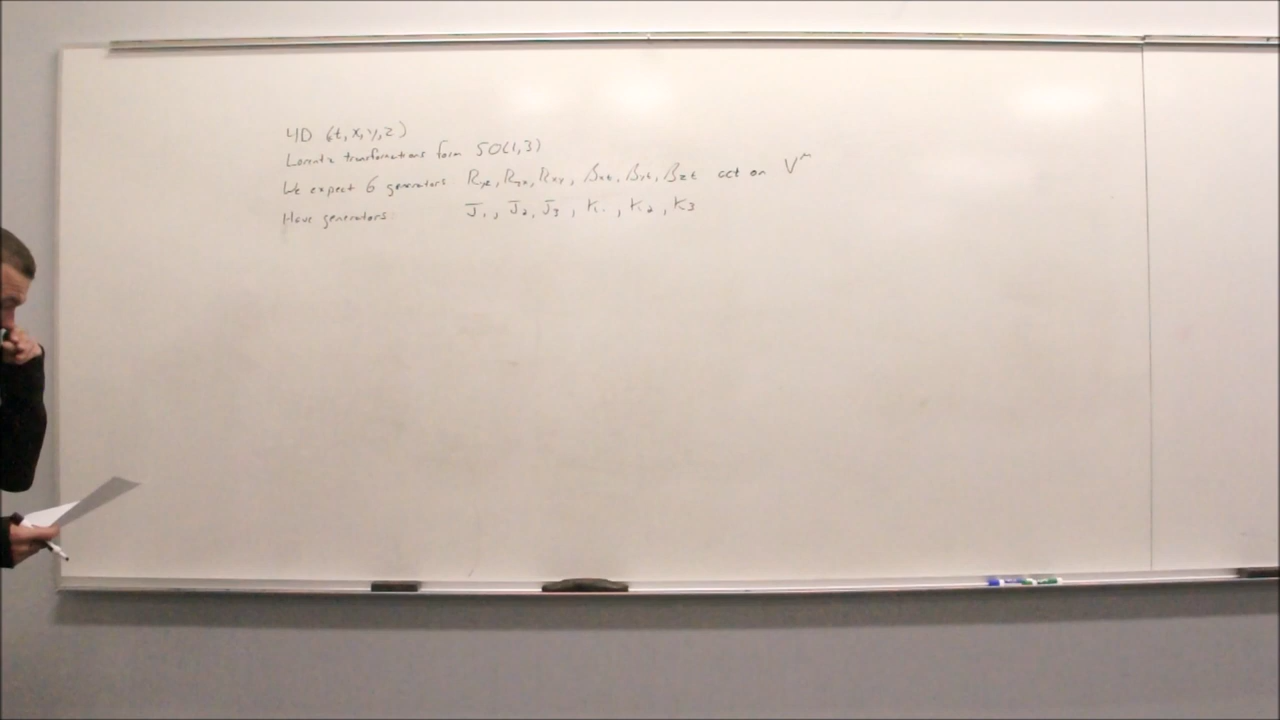 4D (t, x, y, z)
Lorentz transformations form SO(1,3)
We expect 6 generators: R_yz, R_zx, R_xy, B_xt, B_yt, B_zt act on V^μ
Have generators: J_1, J_2, J_3, K_1, K_2, K_3